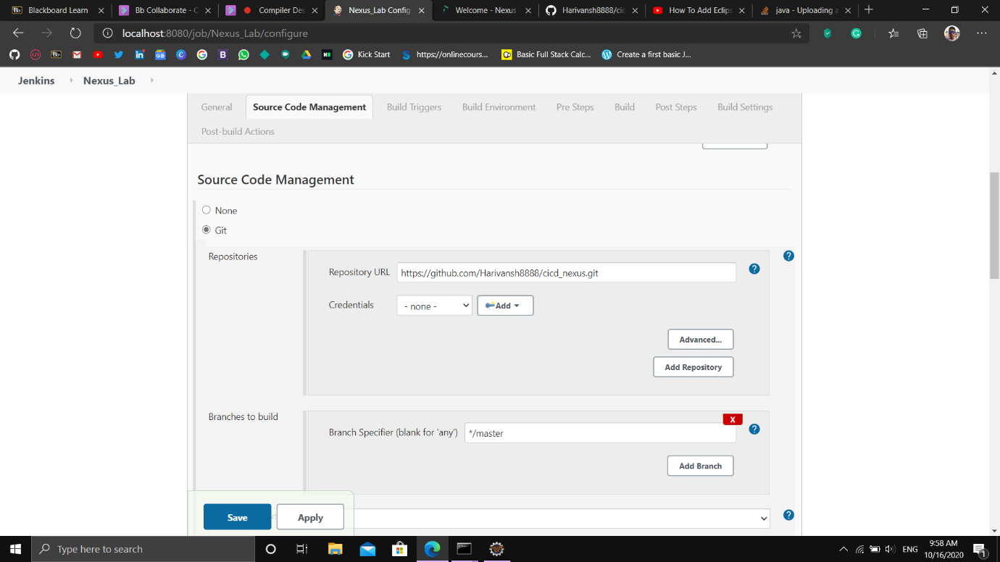 Blackboard Learn
Bb Collaborate - C
Compiler Des
Nexus_Lab Config
Welcome - Nexus
Harivansh8888/cic
How To Add Eclips
java - Uploading a
localhost:8080/job/Nexus_Lab/configure
Kick Start
https://onlinecours...
Basic Full Stack Calc...
Create a first basic J...
Jenkins
Nexus_Lab
General
Source Code Management
Build Triggers
Build Environment
Pre Steps
Build
Post Steps
Build Settings
Post-build Actions
Source Code Management
None
Git
Repositories
Repository URL
https://github.com/Harivansh8888/cicd_nexus.git
Credentials
- none -
Add
Advanced...
Add Repository
Branches to build
X
Branch Specifier (blank for 'any')
*/master
Add Branch
Save
Apply
Type here to search
ENG
9:58 AM
10/16/2020
1